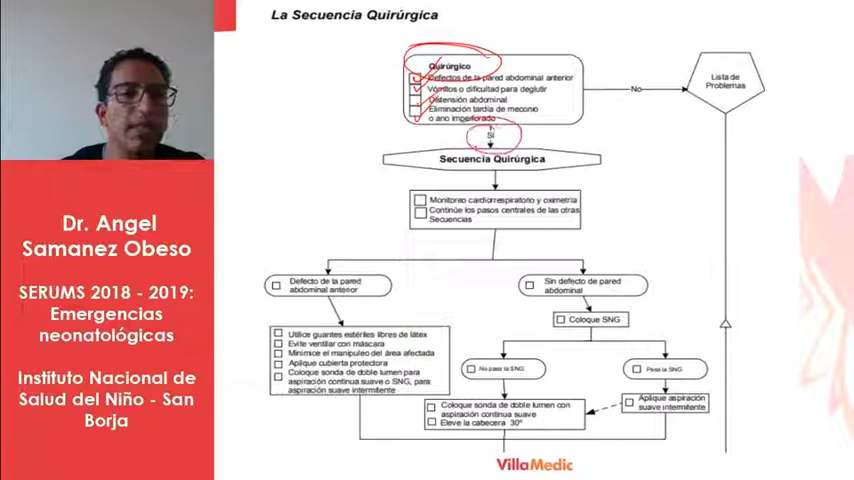 La Secuencia Quirúrgica
Quirúrgico
Defectos de la pared abdominal anterior
Vómitos o dificultad para deglutir
Distensión abdominal
Eliminación tardía de meconio
o ano imperforado
No
Lista de
Problemas
Si
Secuencia Quirúrgica
Monitoreo cardiorrespiratorio y oximetría
Continúe los pasos centrales de las otras
Secuencias
Defecto de la pared
abdominal anterior
Sin defecto de pared
abdominal
Utilice guantes estériles libres de látex
Evite ventilar con máscara
Minimice el manipuleo del área afectada
Aplique cubierta protectora
Coloque sonda de doble lumen para
aspiración continua suave o SNG, para
aspiración suave intermitente
Coloque SNG
No pasa la SNG
Pasa la SNG
Coloque sonda de doble lumen con
aspiración continua suave
Eleve la cabecera 30º
Aplique aspiración
suave intermitente
Dr. Angel
Samanez Obeso
SERUMS 2018 - 2019:
Emergencias
neonatológicas
Instituto Nacional de
Salud del Niño - San
Borja
VillaMedic